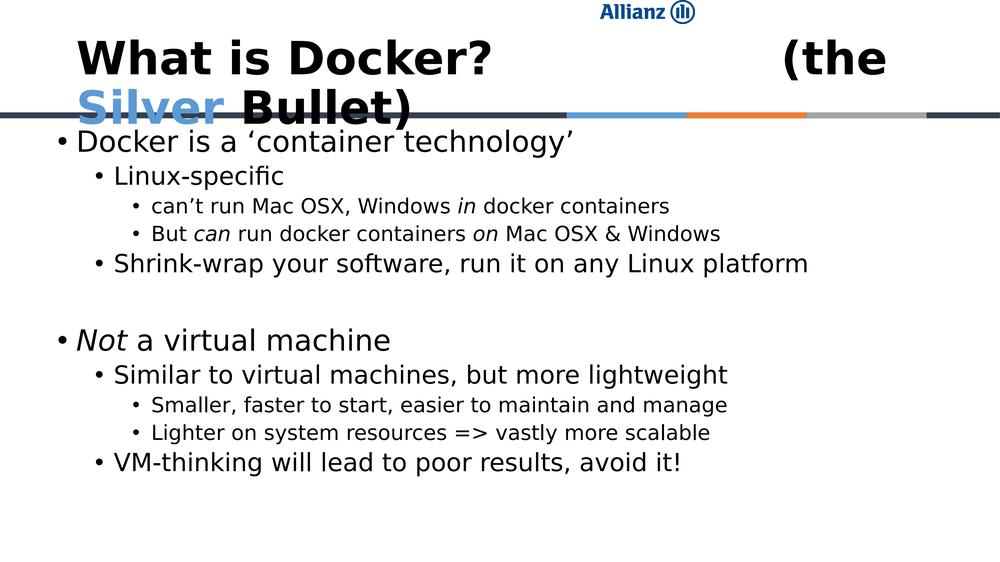 Allianz
What is Docker? (the
Silver Bullet)
• Docker is a ‘container technology’
• Linux-specific
• can’t run Mac OSX, Windows in docker containers
• But can run docker containers on Mac OSX & Windows
• Shrink-wrap your software, run it on any Linux platform
• Not a virtual machine
• Similar to virtual machines, but more lightweight
• Smaller, faster to start, easier to maintain and manage
• Lighter on system resources => vastly more scalable
• VM-thinking will lead to poor results, avoid it!